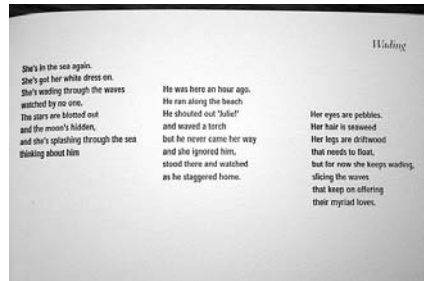 Wading
She's in the sea again.
She's got her white dress on.
She's wading through the waves
watched by no one.
The stars are blotted out
and the moon's hidden,
and she's splashing through the sea
thinking about him
He was here an hour ago.
He ran along the beach
He shouted out 'Julie!'
and waved a torch
but he never came her way
and she ignored him,
stood there and watched
as he staggered home.
Her eyes are pebbles.
Her hair is seaweed
Her legs are driftwood
that needs to float,
but for now she keeps wading,
slicing the waves
that keep on offering
their myriad loves.